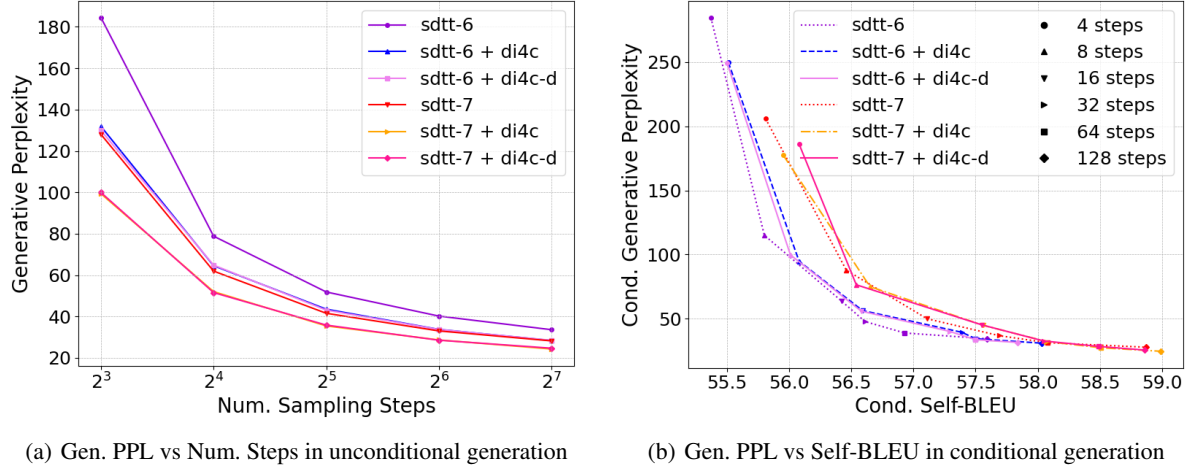 180
160
140
120
100
80
60
40
20
2^3
2^4
2^5
2^6
2^7
Generative Perplexity
Num. Sampling Steps
sdtt-6
sdtt-6 + di4c
sdtt-6 + di4c-d
sdtt-7
sdtt-7 + di4c
sdtt-7 + di4c-d
(a) Gen. PPL vs Num. Steps in unconditional generation
250
200
150
100
50
55.5
56.0
56.5
57.0
57.5
58.0
58.5
59.0
Cond. Generative Perplexity
Cond. Self-BLEU
sdtt-6
sdtt-6 + di4c
sdtt-6 + di4c-d
sdtt-7
sdtt-7 + di4c
sdtt-7 + di4c-d
4 steps
8 steps
16 steps
32 steps
64 steps
128 steps
(b) Gen. PPL vs Self-BLEU in conditional generation